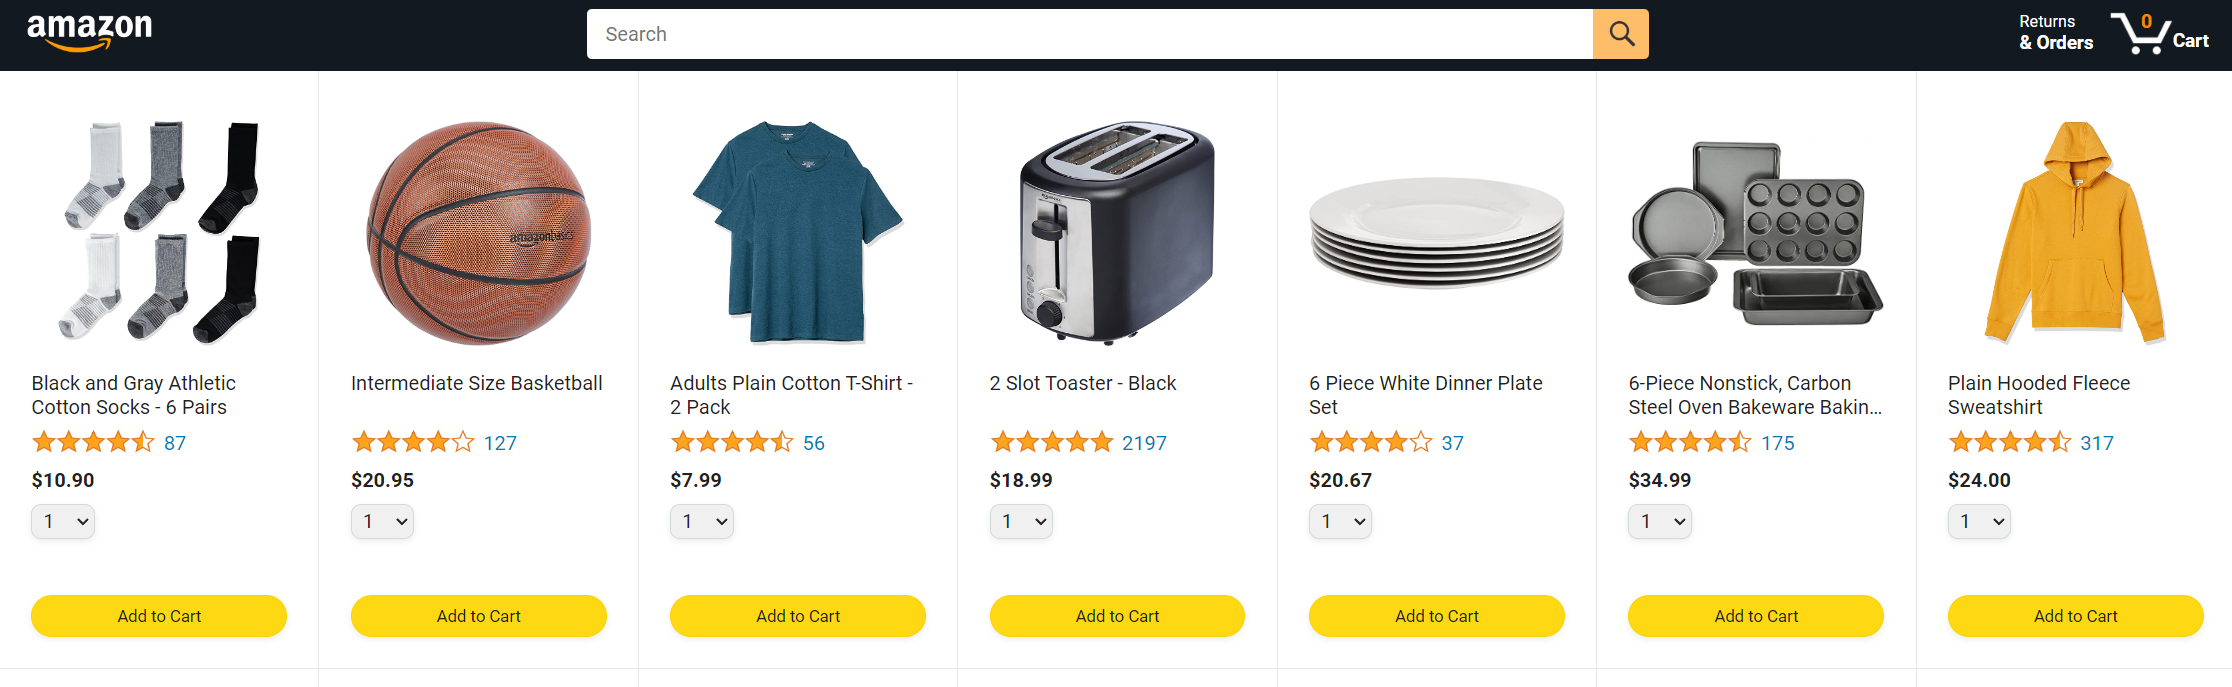 amazon
Search
Returns
& Orders
0
Cart
amazonbasics
Black and Gray Athletic
Cotton Socks - 6 Pairs
87
$10.90
1
Add to Cart
Intermediate Size Basketball
127
$20.95
1
Add to Cart
Adults Plain Cotton T-Shirt -
2 Pack
56
$7.99
1
Add to Cart
2 Slot Toaster - Black
2197
$18.99
1
Add to Cart
6 Piece White Dinner Plate
Set
37
$20.67
1
Add to Cart
6-Piece Nonstick, Carbon
Steel Oven Bakeware Bakin...
175
$34.99
1
Add to Cart
Plain Hooded Fleece
Sweatshirt
317
$24.00
1
Add to Cart